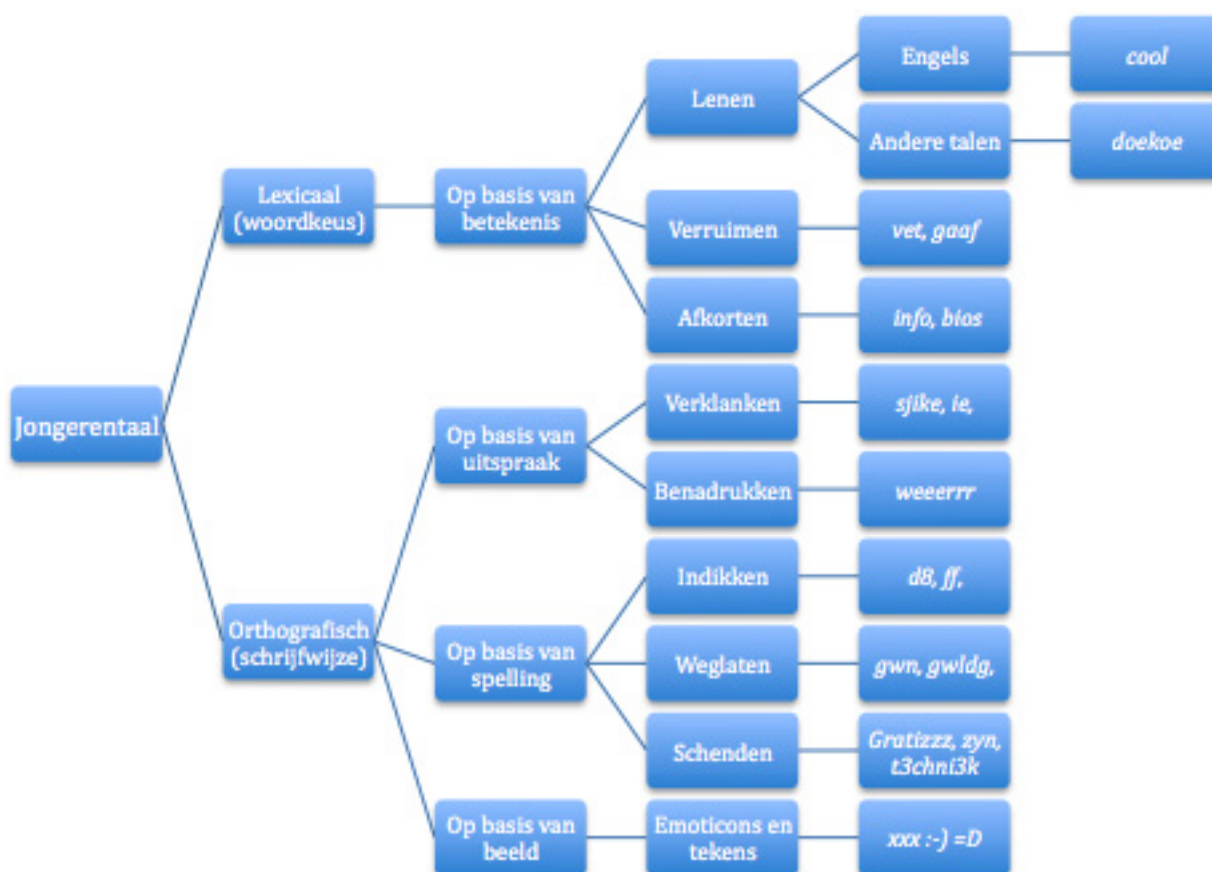 Engels
cool
Lenen
Andere talen
doekoe
Lexicaal
(woordkeus)
Op basis van
betekenis
Verruimen
vet, gaaf
Afkorten
info, bios
Jongerentaal
Op basis van
uitspraak
Verklanken
sjike, ie,
Benadrukken
weeerrr
Orthografisch
(schrijfwijze)
Op basis van
spelling
Indikken
d8, ff,
Weglaten
gwn, gwldg,
Schenden
Gratizzz, zyn,
t3chni3k
Op basis van
beeld
Emoticons en
tekens
xxx :-) =D